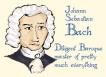 Johann
Sebastian
Bach
Diligent Baroque
master of pretty
much everything